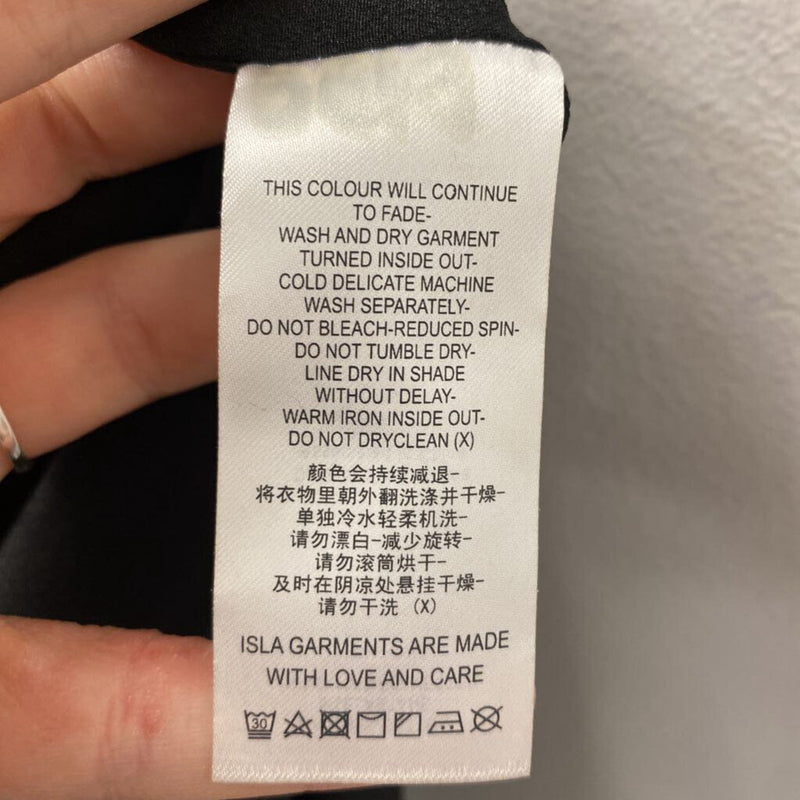 THIS COLOUR WILL CONTINUE
TO FADE-
WASH AND DRY GARMENT
TURNED INSIDE OUT-
COLD DELICATE MACHINE
WASH SEPARATELY-
DO NOT BLEACH-REDUCED SPIN-
DO NOT TUMBLE DRY-
LINE DRY IN SHADE
WITHOUT DELAY-
WARM IRON INSIDE OUT-
DO NOT DRYCLEAN (X)
颜色会持续减退-
将衣物里朝外翻洗涤并干燥-
单独冷水轻柔机洗-
请勿漂白-减少旋转-
请勿滚筒烘干-
及时在阴凉处悬挂干燥-
请勿干洗 (X)
ISLA GARMENTS ARE MADE
WITH LOVE AND CARE
30